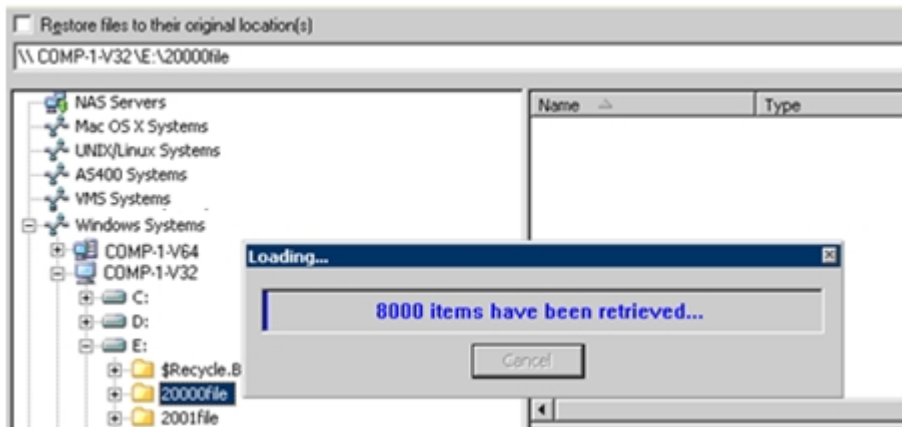 Restore files to their original location(s)
\\ COMP-1-V32 \E:\20000file
Name Type
NAS Servers
Mac OS X Systems
UNIX/Linux Systems
AS400 Systems
VMS Systems
Windows Systems
COMP-1-V64
COMP-1-V32
C:
D:
E:
$Recycle.B
20000file
2001file
Loading...
8000 items have been retrieved...
Cancel